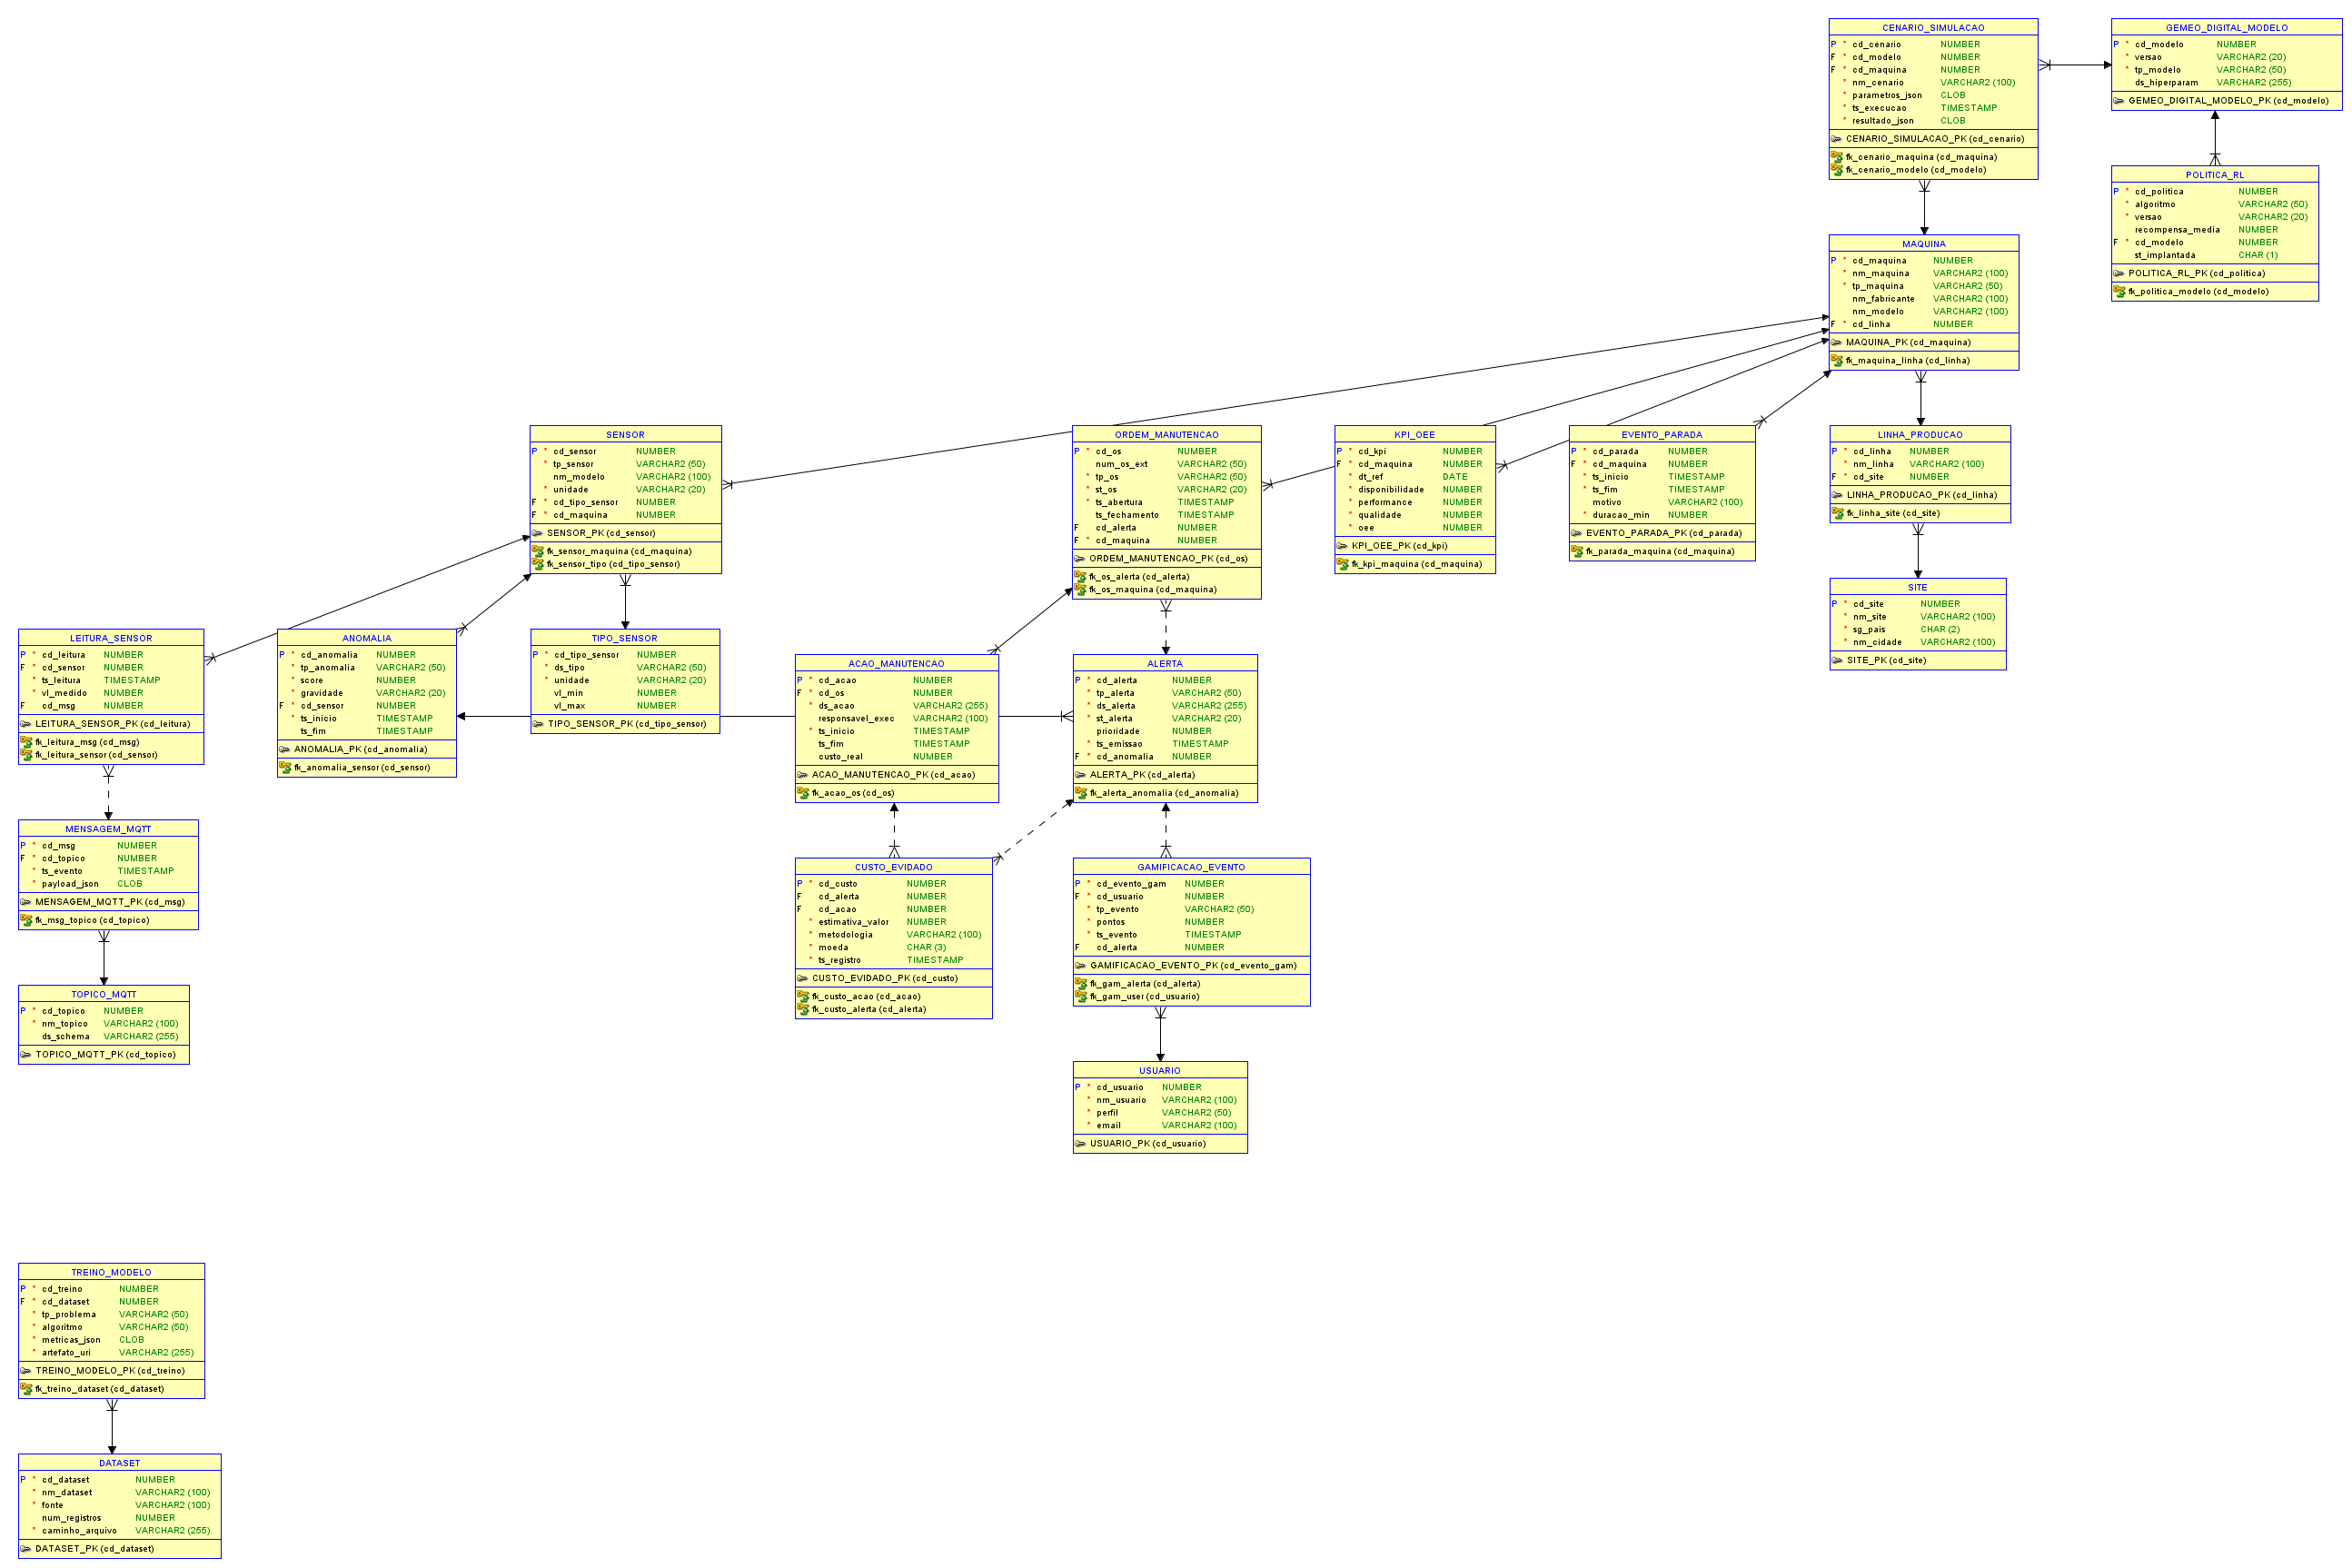 CENARIO_SIMULACAO
P * cd_cenario NUMBER
F * cd_modelo NUMBER
F * cd_maquina NUMBER
* nm_cenario VARCHAR2 (100)
* parametros_json CLOB
* ts_execucao TIMESTAMP
* resultado_json CLOB
CENARIO_SIMULACAO_PK (cd_cenario)
fk_cenario_maquina (cd_maquina)
fk_cenario_modelo (cd_modelo)
GEMEO_DIGITAL_MODELO
P * cd_modelo NUMBER
* versao VARCHAR2 (20)
* tp_modelo VARCHAR2 (50)
ds_hiperparam VARCHAR2 (255)
GEMEO_DIGITAL_MODELO_PK (cd_modelo)
POLITICA_RL
P * cd_politica NUMBER
* algoritmo VARCHAR2 (50)
* versao VARCHAR2 (20)
recompensa_media NUMBER
F * cd_modelo NUMBER
st_implantada CHAR (1)
POLITICA_RL_PK (cd_politica)
fk_politica_modelo (cd_modelo)
MAQUINA
P * cd_maquina NUMBER
* nm_maquina VARCHAR2 (100)
* tp_maquina VARCHAR2 (50)
nm_fabricante VARCHAR2 (100)
nm_modelo VARCHAR2 (100)
F * cd_linha NUMBER
MAQUINA_PK (cd_maquina)
fk_maquina_linha (cd_linha)
SENSOR
P * cd_sensor NUMBER
* tp_sensor VARCHAR2 (50)
nm_modelo VARCHAR2 (100)
* unidade VARCHAR2 (20)
F * cd_tipo_sensor NUMBER
F * cd_maquina NUMBER
SENSOR_PK (cd_sensor)
fk_sensor_maquina (cd_maquina)
fk_sensor_tipo (cd_tipo_sensor)
ORDEM_MANUTENCAO
P * cd_os NUMBER
num_os_ext VARCHAR2 (50)
* tp_os VARCHAR2 (50)
* st_os VARCHAR2 (20)
* ts_abertura TIMESTAMP
ts_fechamento TIMESTAMP
F cd_alerta NUMBER
F * cd_maquina NUMBER
ORDEM_MANUTENCAO_PK (cd_os)
fk_os_alerta (cd_alerta)
fk_os_maquina (cd_maquina)
KPI_OEE
P * cd_kpi NUMBER
F * cd_maquina NUMBER
* dt_ref DATE
* disponibilidade NUMBER
* performance NUMBER
* qualidade NUMBER
* oee NUMBER
KPI_OEE_PK (cd_kpi)
fk_kpi_maquina (cd_maquina)
EVENTO_PARADA
P * cd_parada NUMBER
F * cd_maquina NUMBER
* ts_inicio TIMESTAMP
* ts_fim TIMESTAMP
motivo VARCHAR2 (100)
* duracao_min NUMBER
EVENTO_PARADA_PK (cd_parada)
fk_parada_maquina (cd_maquina)
LINHA_PRODUCAO
P * cd_linha NUMBER
* nm_linha VARCHAR2 (100)
F * cd_site NUMBER
LINHA_PRODUCAO_PK (cd_linha)
fk_linha_site (cd_site)
SITE
P * cd_site NUMBER
* nm_site VARCHAR2 (100)
* sg_pais CHAR (2)
* nm_cidade VARCHAR2 (100)
SITE_PK (cd_site)
LEITURA_SENSOR
P * cd_leitura NUMBER
F * cd_sensor NUMBER
* ts_leitura TIMESTAMP
* vl_medido NUMBER
F cd_msg NUMBER
LEITURA_SENSOR_PK (cd_leitura)
fk_leitura_msg (cd_msg)
fk_leitura_sensor (cd_sensor)
ANOMALIA
P * cd_anomalia NUMBER
* tp_anomalia VARCHAR2 (50)
* score NUMBER
* gravidade VARCHAR2 (20)
F * cd_sensor NUMBER
* ts_inicio TIMESTAMP
ts_fim TIMESTAMP
ANOMALIA_PK (cd_anomalia)
fk_anomalia_sensor (cd_sensor)
TIPO_SENSOR
P * cd_tipo_sensor NUMBER
* ds_tipo VARCHAR2 (50)
* unidade VARCHAR2 (20)
vl_min NUMBER
vl_max NUMBER
TIPO_SENSOR_PK (cd_tipo_sensor)
ACAO_MANUTENCAO
P * cd_acao NUMBER
F * cd_os NUMBER
* ds_acao VARCHAR2 (255)
responsavel_exec VARCHAR2 (100)
* ts_inicio TIMESTAMP
ts_fim TIMESTAMP
custo_real NUMBER
ACAO_MANUTENCAO_PK (cd_acao)
fk_acao_os (cd_os)
ALERTA
P * cd_alerta NUMBER
* tp_alerta VARCHAR2 (50)
* ds_alerta VARCHAR2 (255)
* st_alerta VARCHAR2 (20)
prioridade NUMBER
* ts_emissao TIMESTAMP
F * cd_anomalia NUMBER
ALERTA_PK (cd_alerta)
fk_alerta_anomalia (cd_anomalia)
MENSAGEM_MQTT
P * cd_msg NUMBER
F * cd_topico NUMBER
* ts_evento TIMESTAMP
* payload_json CLOB
MENSAGEM_MQTT_PK (cd_msg)
fk_msg_topico (cd_topico)
CUSTO_EVIDADO
P * cd_custo NUMBER
F cd_alerta NUMBER
F cd_acao NUMBER
* estimativa_valor NUMBER
* metodologia VARCHAR2 (100)
* moeda CHAR (3)
* ts_registro TIMESTAMP
CUSTO_EVIDADO_PK (cd_custo)
fk_custo_acao (cd_acao)
fk_custo_alerta (cd_alerta)
GAMIFICACAO_EVENTO
P * cd_evento_gam NUMBER
F * cd_usuario NUMBER
* tp_evento VARCHAR2 (50)
* pontos NUMBER
* ts_evento TIMESTAMP
F cd_alerta NUMBER
GAMIFICACAO_EVENTO_PK (cd_evento_gam)
fk_gam_alerta (cd_alerta)
fk_gam_user (cd_usuario)
TOPICO_MQTT
P * cd_topico NUMBER
* nm_topico VARCHAR2 (100)
ds_schema VARCHAR2 (255)
TOPICO_MQTT_PK (cd_topico)
USUARIO
P * cd_usuario NUMBER
* nm_usuario VARCHAR2 (100)
* perfil VARCHAR2 (50)
* email VARCHAR2 (100)
USUARIO_PK (cd_usuario)
TREINO_MODELO
P * cd_treino NUMBER
F * cd_dataset NUMBER
* tp_problema VARCHAR2 (50)
* algoritmo VARCHAR2 (50)
* metricas_json CLOB
* artefato_uri VARCHAR2 (255)
TREINO_MODELO_PK (cd_treino)
fk_treino_dataset (cd_dataset)
DATASET
P * cd_dataset NUMBER
* nm_dataset VARCHAR2 (100)
* fonte VARCHAR2 (100)
num_registros NUMBER
* caminho_arquivo VARCHAR2 (255)
DATASET_PK (cd_dataset)